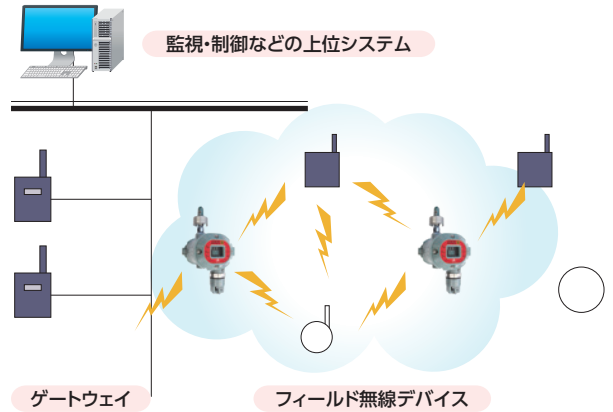 監視・制御などの上位システム
ゲートウェイ
フィールド無線デバイス